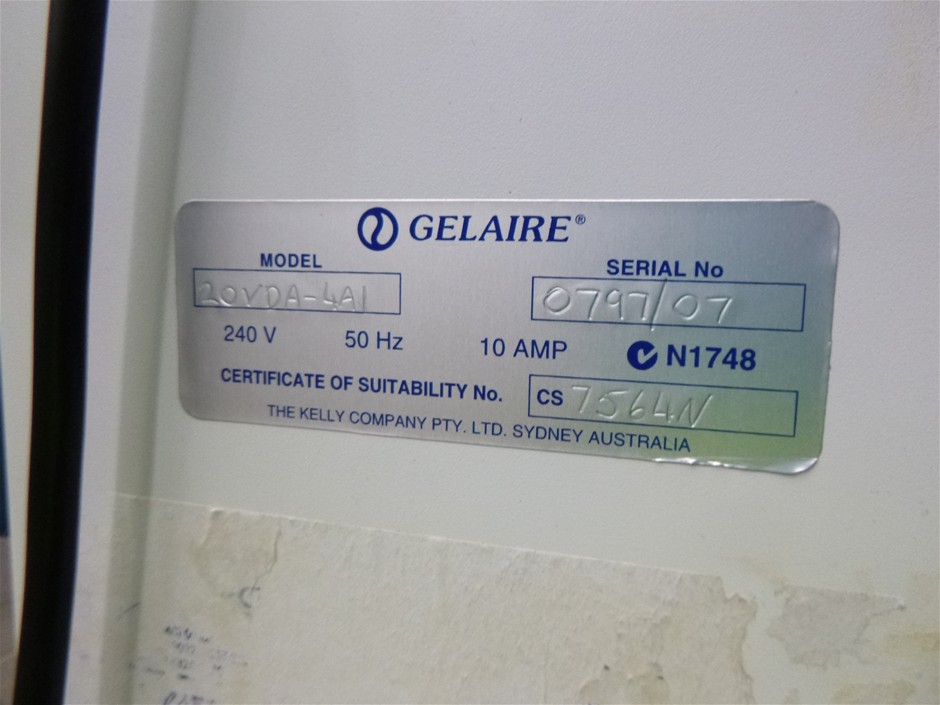 GELAIRE®
MODEL
20VDA-4A1
SERIAL No
0797/07
240 V 50 Hz 10 AMP N1748
CERTIFICATE OF SUITABILITY No. CS 7564N
THE KELLY COMPANY PTY. LTD. SYDNEY AUSTRALIA